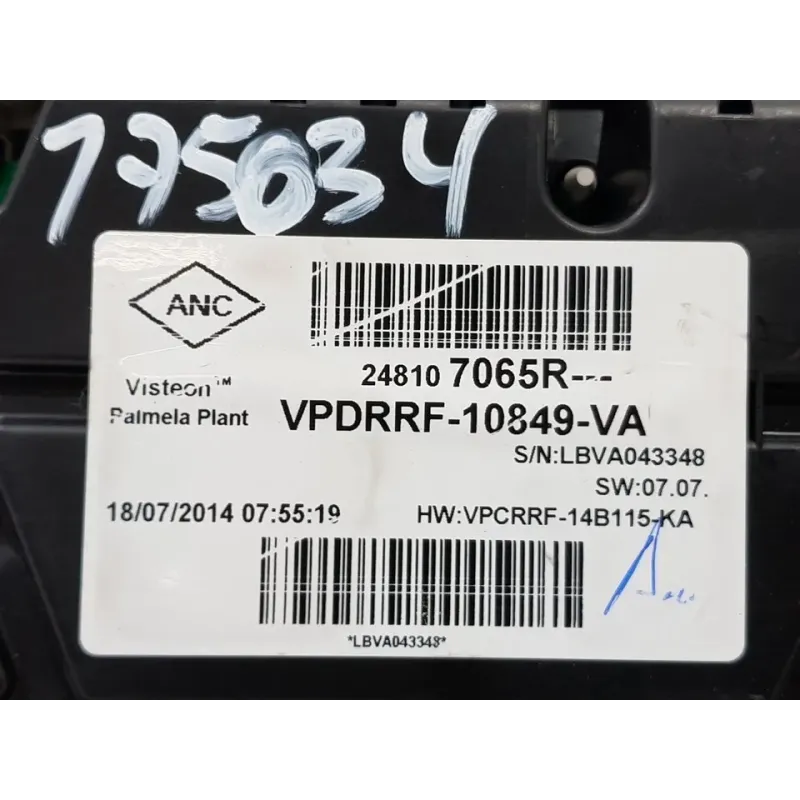 175034
ANC
24810 7065R---
Visteon™
Palmela Plant
VPDRRF-10849-VA
S/N:LBVA043348
SW:07.07.
18/07/2014 07:55:19
HW:VPCRRF-14B115-KA
*LBVA043348*